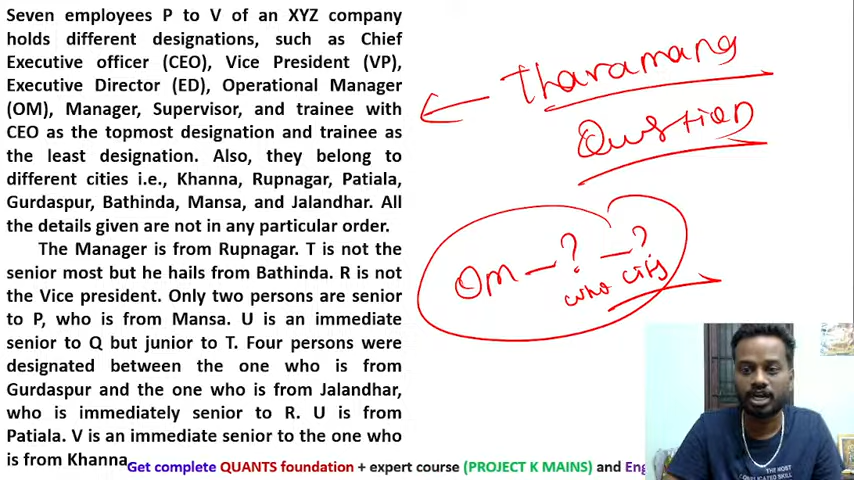 Seven employees P to V of an XYZ company
holds different designations, such as Chief
Executive officer (CEO), Vice President (VP),
Executive Director (ED), Operational Manager
(OM), Manager, Supervisor, and trainee with
CEO as the topmost designation and trainee as
the least designation. Also, they belong to
different cities i.e., Khanna, Rupnagar, Patiala,
Gurdaspur, Bathinda, Mansa, and Jalandhar. All
the details given are not in any particular order.
The Manager is from Rupnagar. T is not the
senior most but he hails from Bathinda. R is not
the Vice president. Only two persons are senior
to P, who is from Mansa. U is an immediate
senior to Q but junior to T. Four persons were
designated between the one who is from
Gurdaspur and the one who is from Jalandhar,
who is immediately senior to R. U is from
Patiala. V is an immediate senior to the one who
is from Khanna
Tharamana
Question
OM — ? — ?
who city
Get complete QUANTS foundation + expert course (PROJECT K MAINS) and Eng